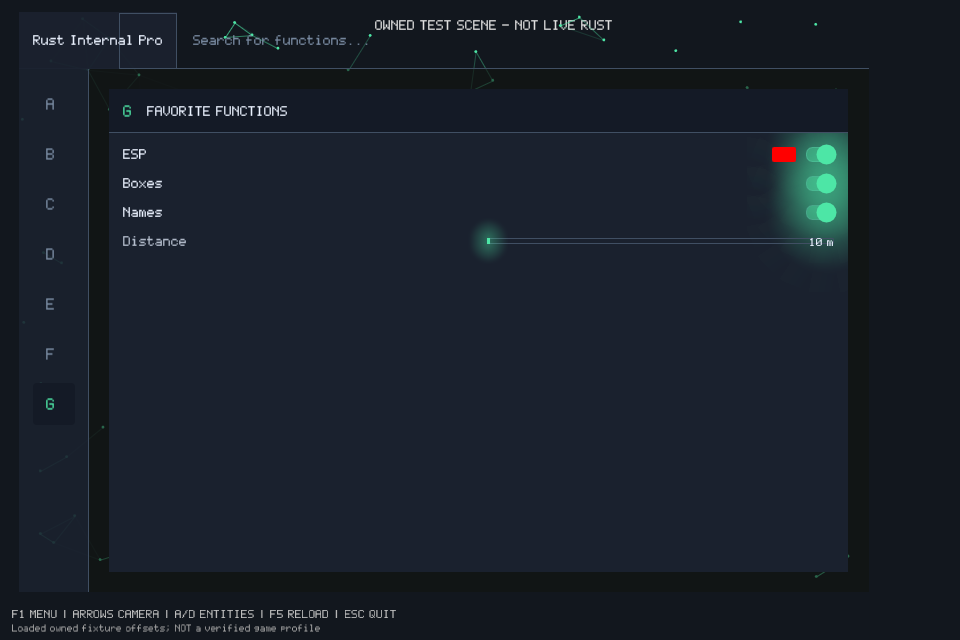 OWNED TEST SCENE - NOT LIVE RUST
Rust Internal Pro
Search for functions...
A
B
C
D
E
F
G
G FAVORITE FUNCTIONS
ESP
Boxes
Names
Distance 10 m
F1 MENU | ARROWS CAMERA | A/D ENTITIES | F5 RELOAD | ESC QUIT
Loaded owned fixture offsets; NOT a verified game profile